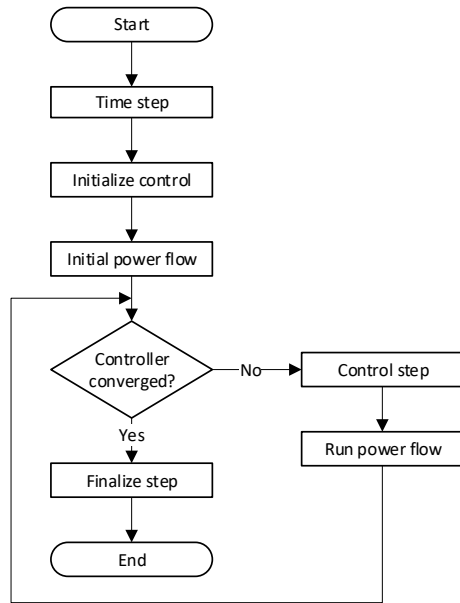 Start
Time step
Initialize control
Initial power flow
Controller
converged?
No
Control step
Yes
Run power flow
Finalize step
End